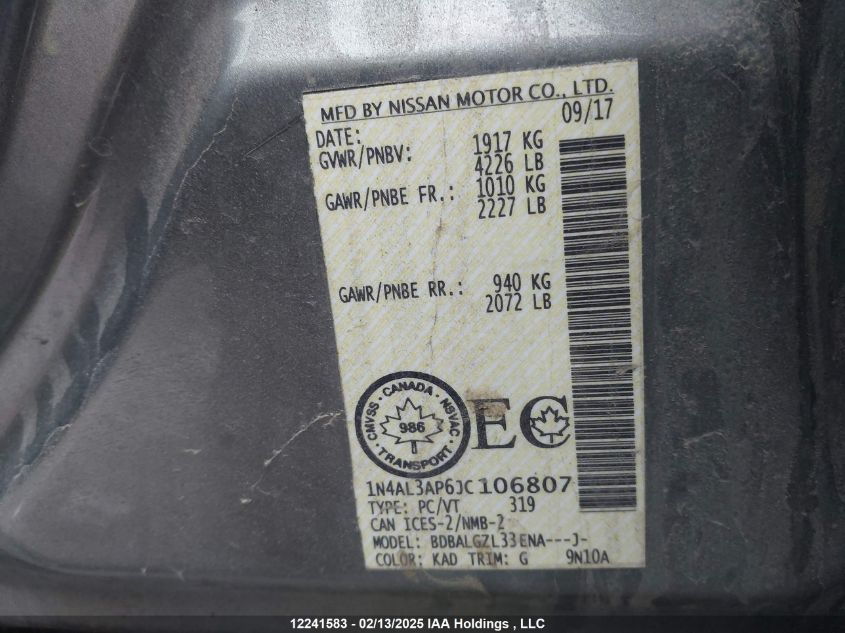 MFD BY NISSAN MOTOR CO., LTD.
DATE: 09/17
GVWR/PNBV: 1917 KG
4226 LB
GAWR/PNBE FR.: 1010 KG
2227 LB
GAWR/PNBE RR.: 940 KG
2072 LB
CANADA · NSVAC · TRANSPORT · CMVSS ·
986
EC
1N4AL3AP6JC106807
TYPE: PC/VT 319
CAN ICES-2/NMB-2
MODEL: BDBALGZL33ENA---J-
COLOR: KAD TRIM: G 9N10A
12241583 - 02/13/2025 IAA Holdings , LLC